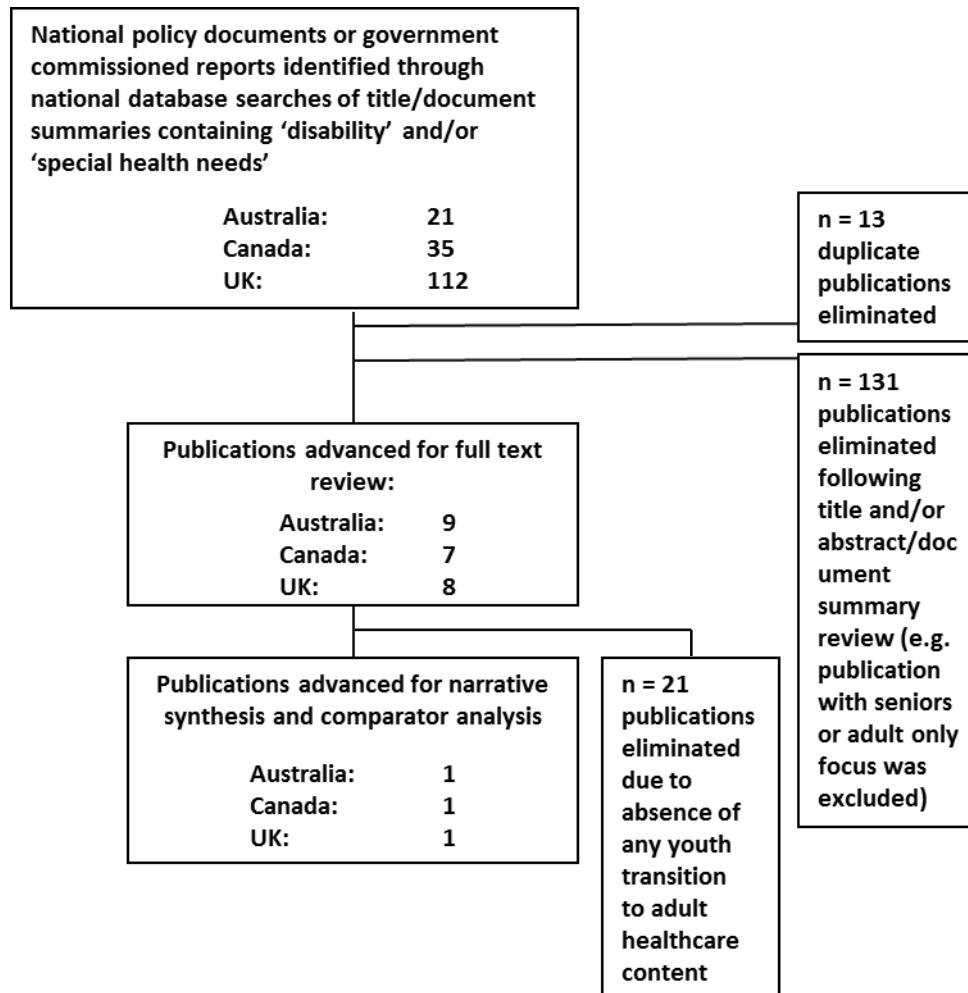 National policy documents or government
commissioned reports identified through
national database searches of title/document
summaries containing ‘disability’ and/or
‘special health needs’
Australia: 21
Canada: 35
UK: 112
n = 13
duplicate
publications
eliminated
n = 131
publications
eliminated
following
title and/or
abstract/doc
ument
summary
review (e.g.
publication
with seniors
or adult only
focus was
excluded)
Publications advanced for full text
review:
Australia: 9
Canada: 7
UK: 8
Publications advanced for narrative
synthesis and comparator analysis
Australia: 1
Canada: 1
UK: 1
n = 21
publications
eliminated
due to
absence of
any youth
transition
to adult
healthcare
content